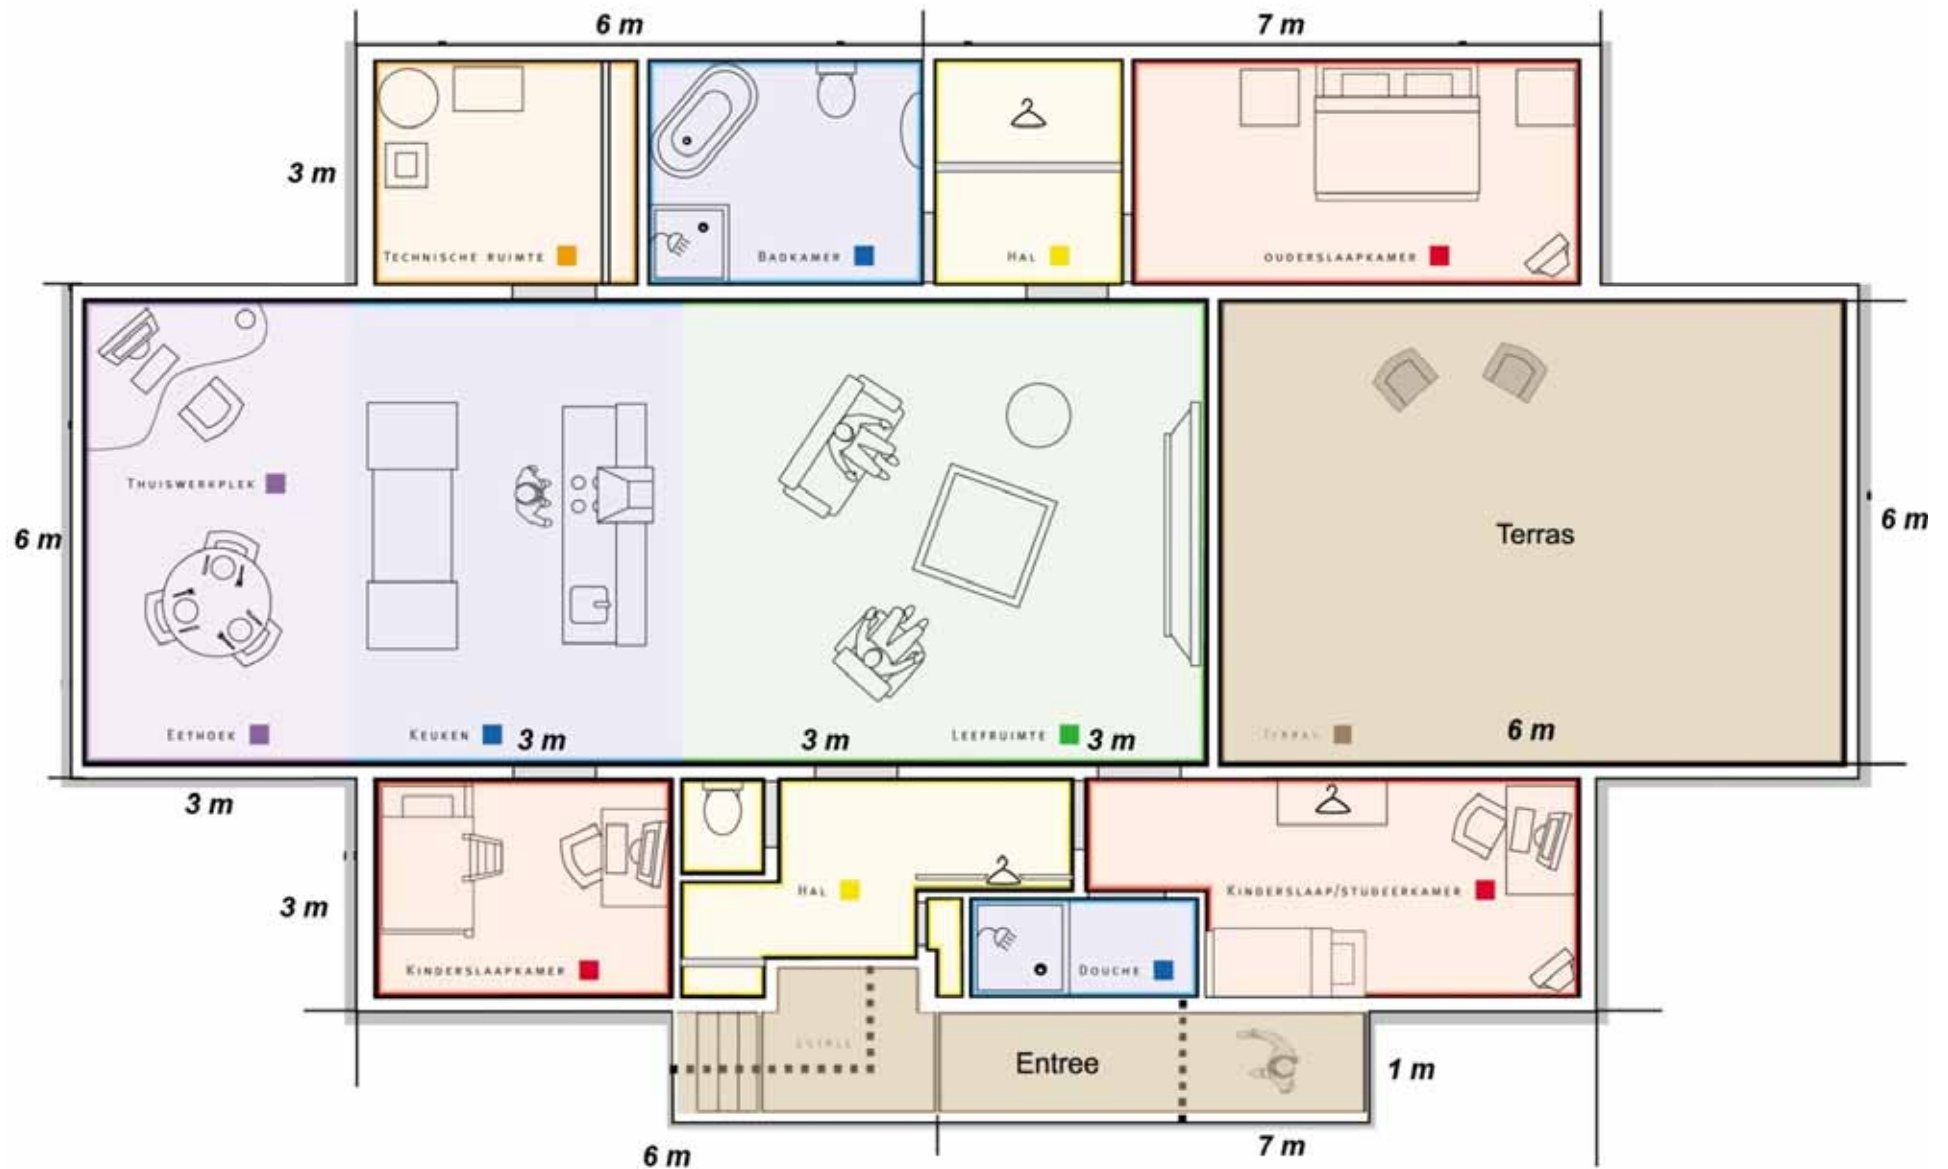 6 m
7 m
3 m
TECHNISCHE RUIMTE
BADKAMER
HAL
OUDERSLAAPKAMER
THUISWERKPLEK
6 m
Terras
6 m
EETHOEK
KEUKEN
3 m
3 m
LEEFRUIMTE
3 m
TERRAS
6 m
3 m
3 m
HAL
KINDERSLAAP/STUDEERKAMER
KINDERSLAAPKAMER
DOUCHE
Entree
1 m
6 m
7 m